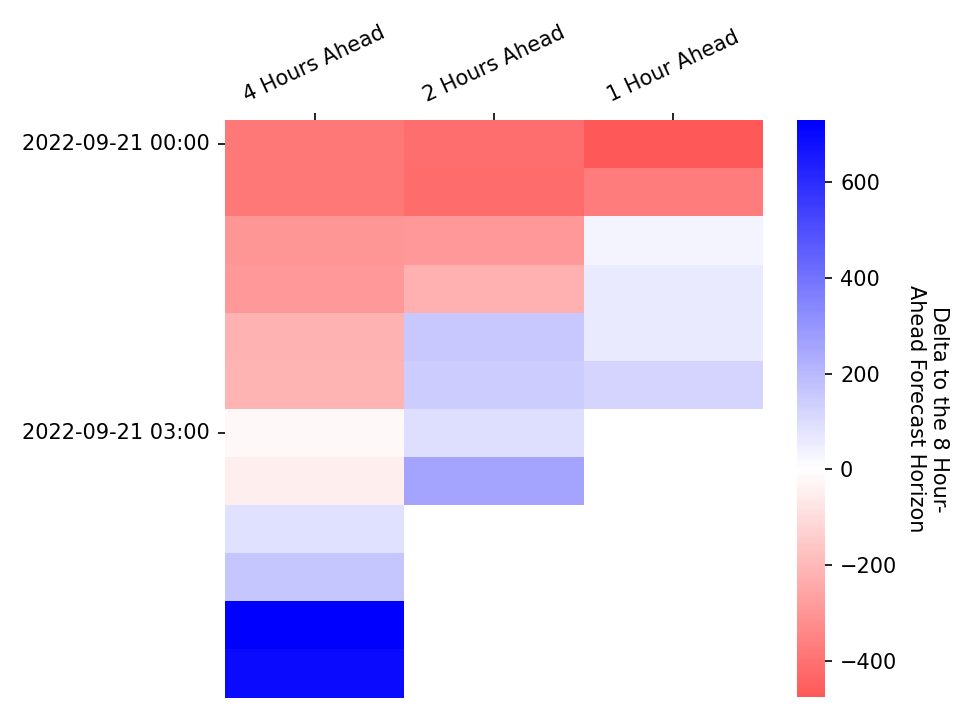 4 Hours Ahead
2 Hours Ahead
1 Hour Ahead
2022-09-21 00:00
2022-09-21 03:00
600
400
200
0
−200
−400
Delta to the 8 Hour-
Ahead Forecast Horizon